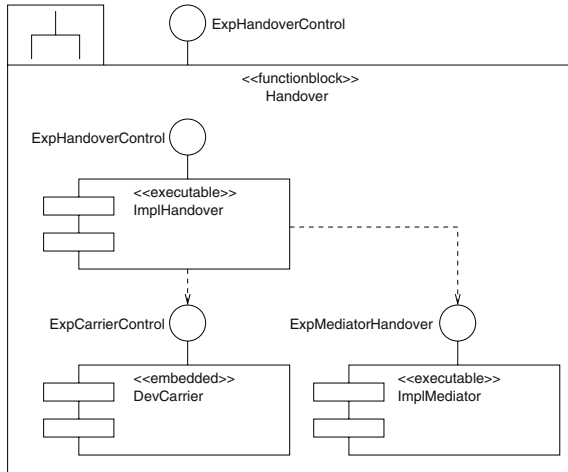 ExpHandoverControl
<<functionblock>>
Handover
ExpHandoverControl
<<executable>>
ImplHandover
ExpCarrierControl
ExpMediatorHandover
<<embedded>>
DevCarrier
<<executable>>
ImplMediator